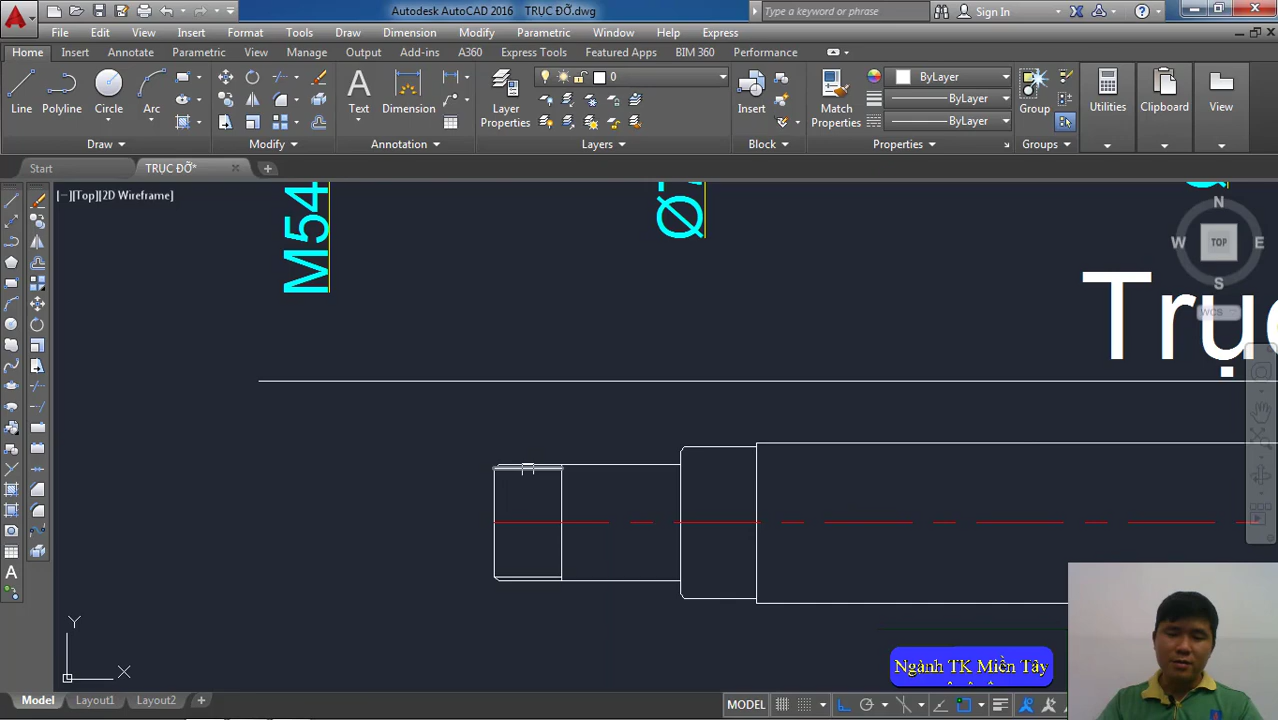 Autodesk AutoCAD 2016 TRỤC ĐỠ.dwg
Type a keyword or phrase
Sign In
File Edit View Insert Format Tools Draw Dimension Modify Parametric Window Help Express
Home Insert Annotate Parametric View Manage Output Add-ins A360 Express Tools Featured Apps BIM 360 Performance
Line Polyline Circle Arc
Text Dimension
Layer Properties
0
Insert
Match Properties
ByLayer
ByLayer
ByLayer
Group
Utilities
Clipboard
View
Draw Modify Annotation Layers Block Properties Groups
Start TRỤC ĐỠ*
[−][Top][2D Wireframe]
M54
Ø
N
W TOP E
S
WCS
Trục
Y
X
Ngành TK Miền Tây
Model Layout1 Layout2
MODEL